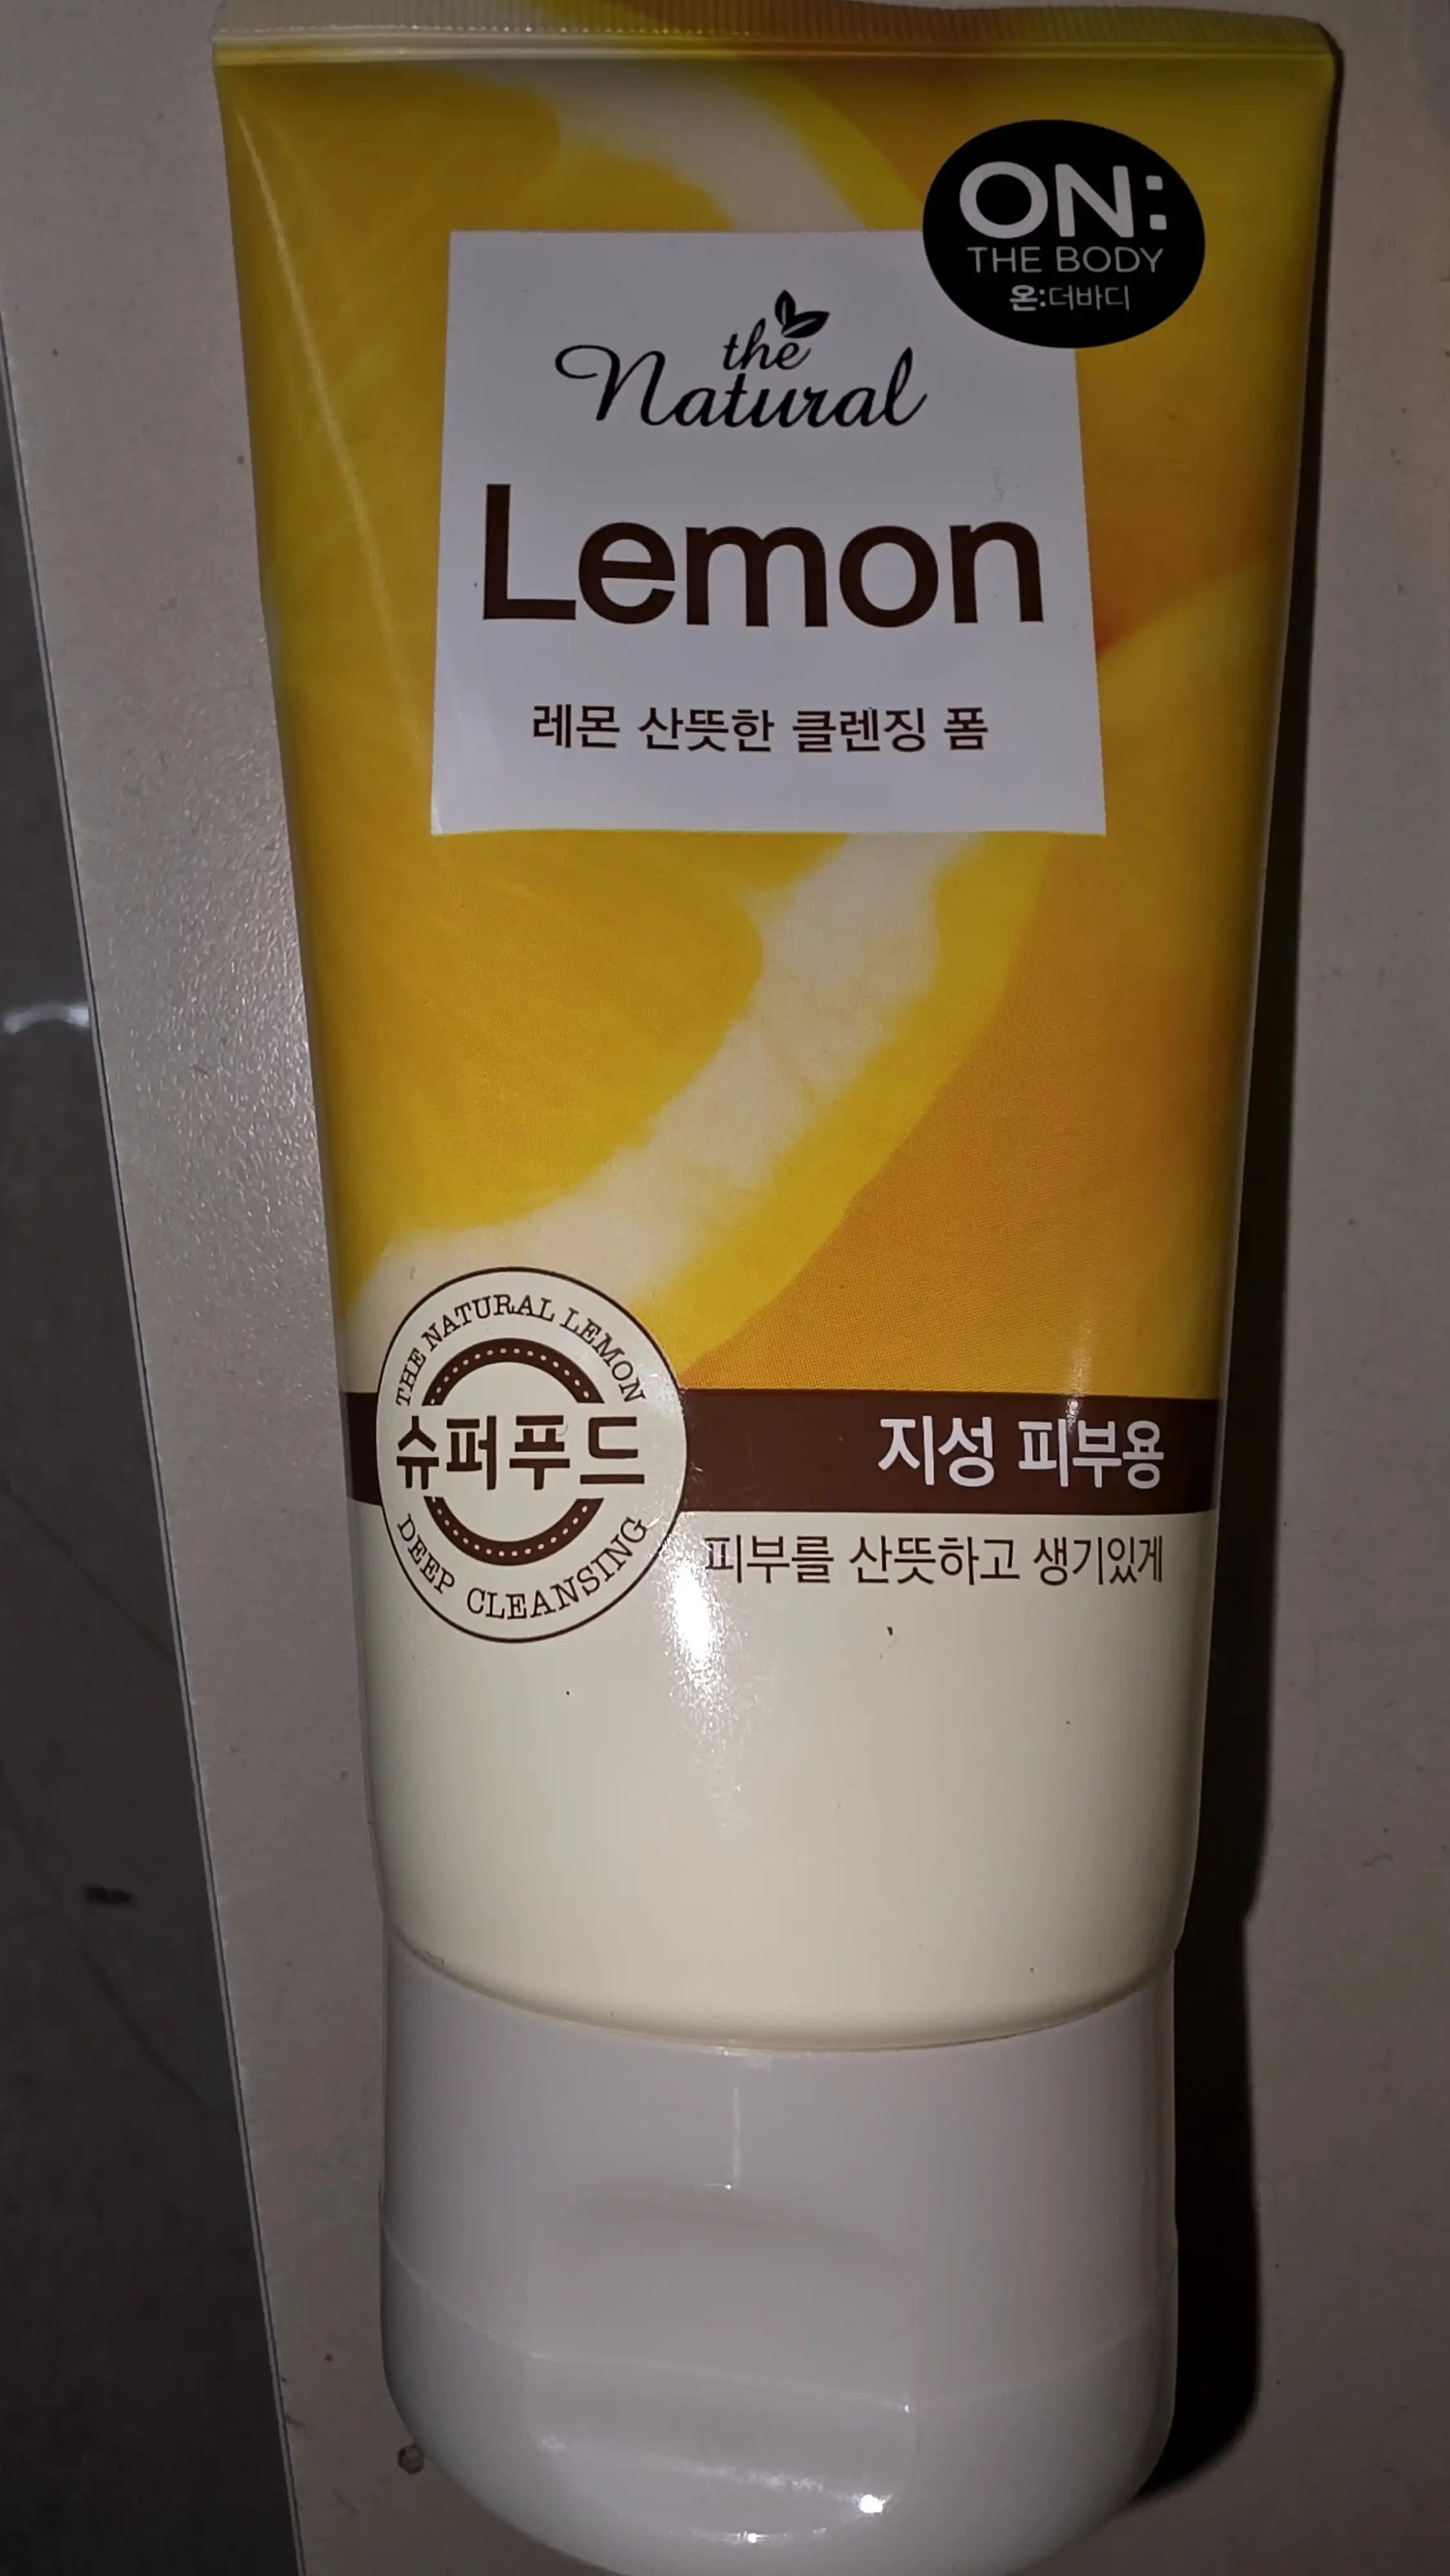 ON:
THE BODY
온:더바디
the
Natural
Lemon
레몬 산뜻한 클렌징 폼
THE NATURAL LEMON
슈퍼푸드
DEEP CLEANSING
지성 피부용
피부를 산뜻하고 생기있게